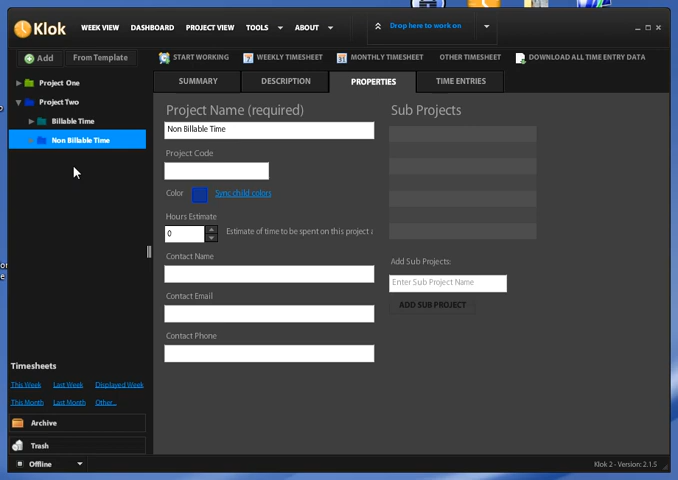 Klok
WEEK VIEW
DASHBOARD
PROJECT VIEW
TOOLS
ABOUT
Drop here to work on
Add
From Template
START WORKING
WEEKLY TIMESHEET
MONTHLY TIMESHEET
OTHER TIMESHEET
DOWNLOAD ALL TIME ENTRY DATA
Project One
Project Two
Billable Time
Non Billable Time
SUMMARY
DESCRIPTION
PROPERTIES
TIME ENTRIES
Project Name (required)
Non Billable Time
Project Code
Color
Sync child colors
Hours Estimate
0
Estimate of time to be spent on this project
Contact Name
Contact Email
Contact Phone
Sub Projects
Add Sub Projects:
Enter Sub Project Name
ADD SUB PROJECT
Timesheets
This Week
Last Week
Displayed Week
This Month
Last Month
Other...
Archive
Trash
Offline
Klok 2 - Version: 2.1.5